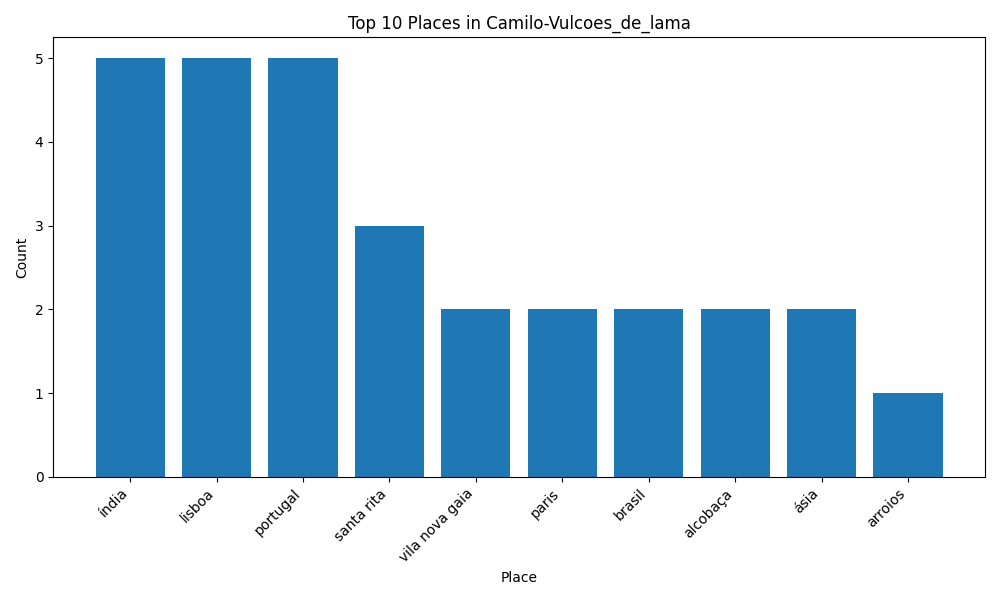 Top 10 Places in Camilo-Vulcoes_de_lama
Count
5
4
3
2
1
0
índia
lisboa
portugal
santa rita
vila nova gaia
paris
brasil
alcobaça
ásia
arroios
Place